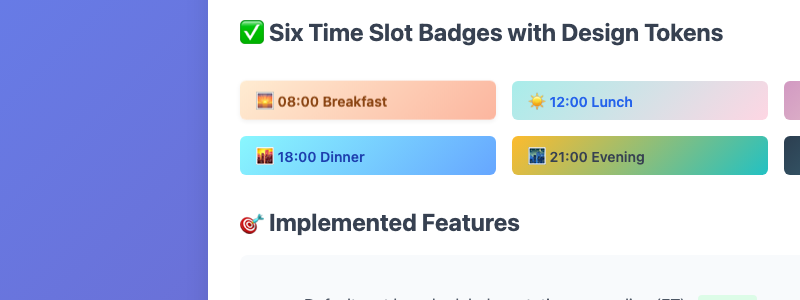 ✅ Six Time Slot Badges with Design Tokens
🌅 08:00 Breakfast
☀️ 12:00 Lunch
🌇 18:00 Dinner
🌃 21:00 Evening
🎯 Implemented Features